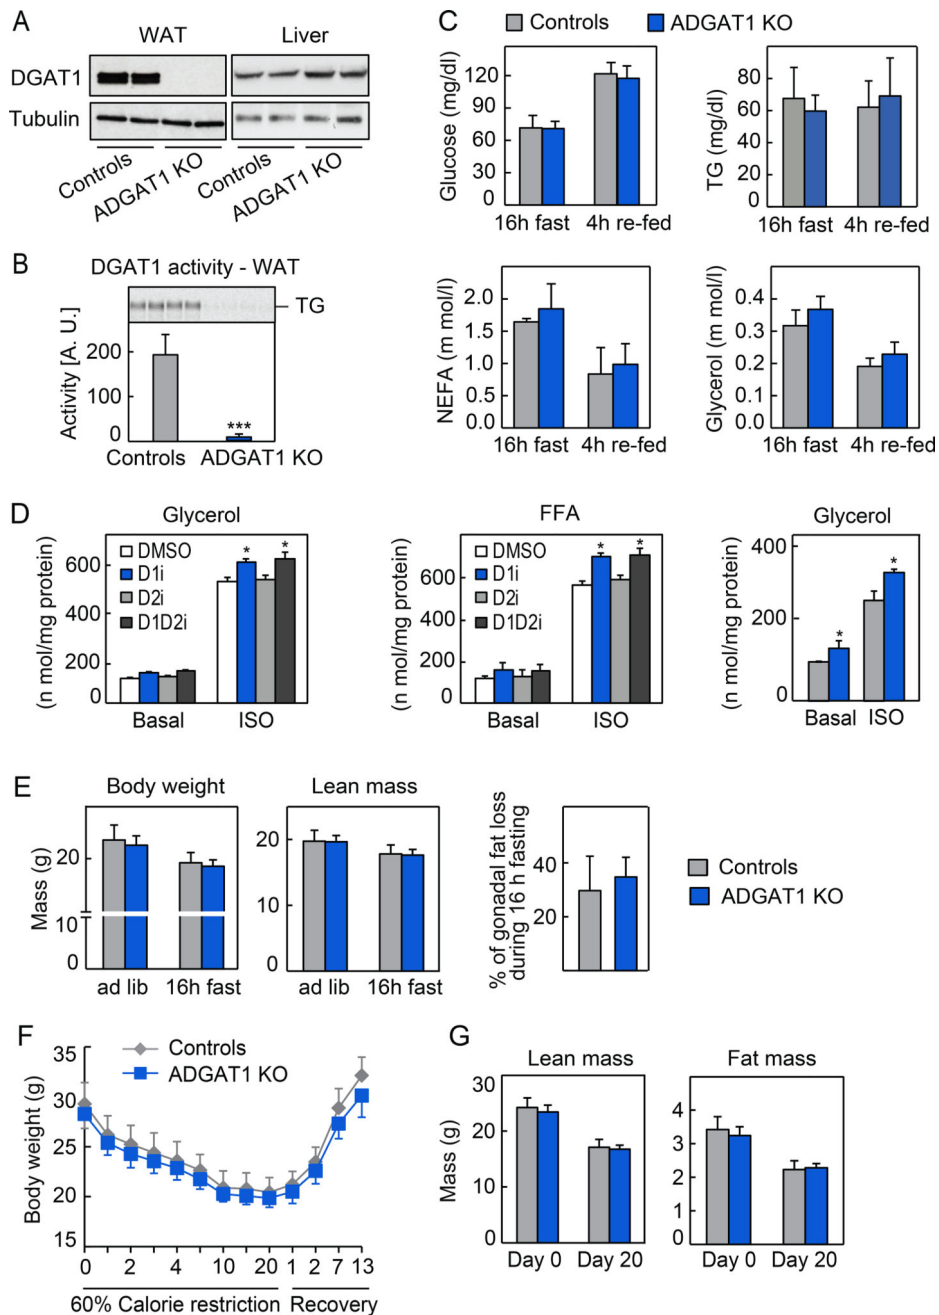 A
WAT Liver
DGAT1
Tubulin
Controls ADGAT1 KO Controls ADGAT1 KO
B
DGAT1 activity - WAT
TG
Activity [A. U.]
200
100
0
***
Controls ADGAT1 KO
C
Controls ADGAT1 KO
Glucose (mg/dl)
120
90
60
30
0
16h fast 4h re-fed
TG (mg/dl)
80
60
40
20
0
16h fast 4h re-fed
NEFA (m mol/l)
2.0
1.5
1.0
0.5
0.0
16h fast 4h re-fed
Glycerol (m mol/l)
0.4
0.3
0.2
0.1
0.0
16h fast 4h re-fed
D
Glycerol
(n mol/mg protein)
600
400
200
0
DMSO
D1i
D2i
D1D2i
* *
Basal ISO
FFA
(n mol/mg protein)
800
600
400
200
0
DMSO
D1i
D2i
D1D2i
* *
Basal ISO
Glycerol
(n mol/mg protein)
400
200
0
* *
Basal ISO
E
Body weight
Mass (g)
20
10
0
ad lib 16h fast
Lean mass
20
10
0
ad lib 16h fast
% of gonadal fat loss
during 16 h fasting
40
20
Controls
ADGAT1 KO
F
Body weight (g)
35
30
25
20
15
Controls
ADGAT1 KO
0 2 4 6 10 20 1 2 7 13
60% Calorie restriction Recovery
G
Lean mass
Mass (g)
30
20
10
0
Day 0 Day 20
Fat mass
4
3
2
1
0
Day 0 Day 20